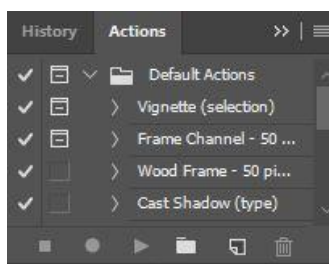 History Actions
Default Actions
Vignette (selection)
Frame Channel - 50 ...
Wood Frame - 50 pi...
Cast Shadow (type)